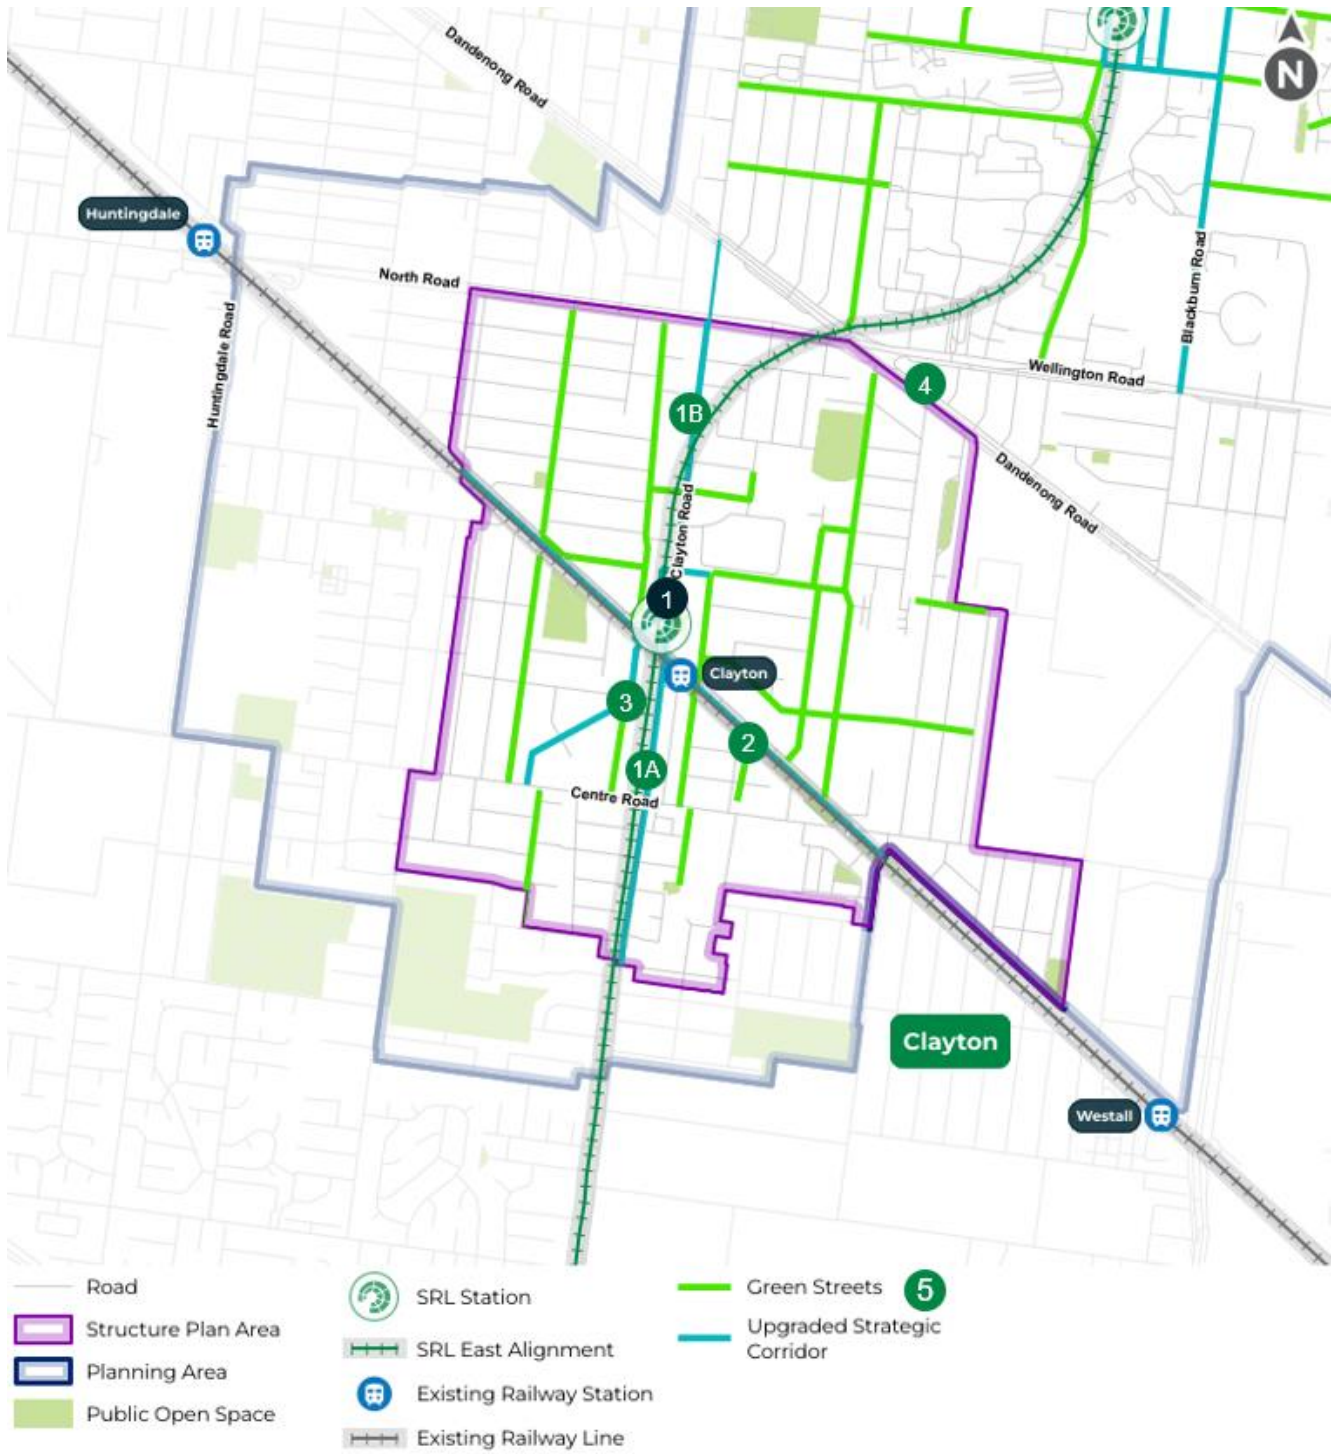 N
Dandenong Road
Huntingdale
North Road
Huntingdale Road
Blackburn Road
Wellington Road
4
1B
Dandenong Road
Clayton Road
1
Clayton
3
2
1A
Centre Road
Clayton
Westall
Road
Structure Plan Area
Planning Area
Public Open Space
SRL Station
SRL East Alignment
Existing Railway Station
Existing Railway Line
Green Streets
5
Upgraded Strategic
Corridor